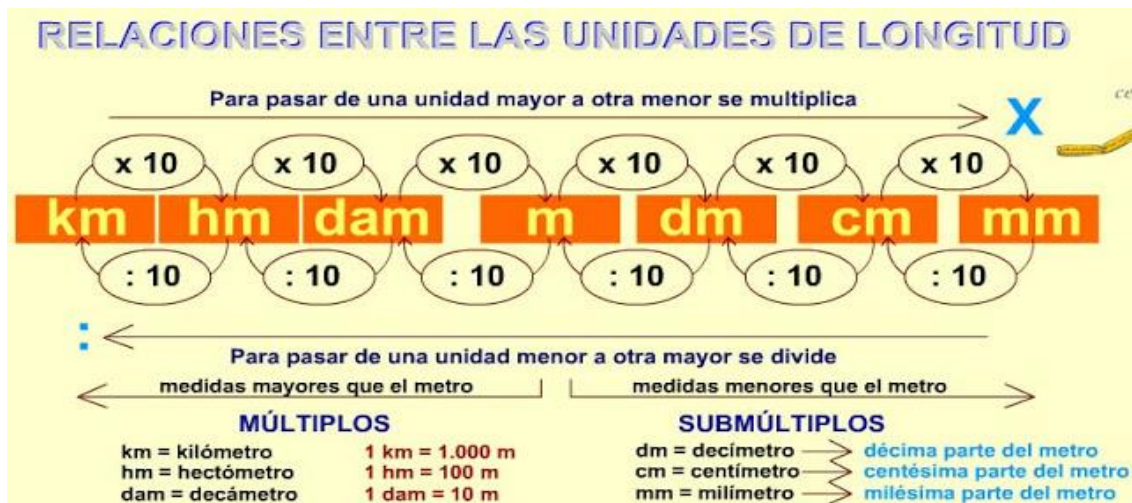 RELACIONES ENTRE LAS UNIDADES DE LONGITUD
Para pasar de una unidad mayor a otra menor se multiplica
X
ce
x 10 x 10 x 10 x 10 x 10 x 10
km hm dam m dm cm mm
: 10 : 10 : 10 : 10 : 10 : 10
:
Para pasar de una unidad menor a otra mayor se divide
medidas mayores que el metro
medidas menores que el metro
MÚLTIPLOS
km = kilómetro 1 km = 1.000 m
hm = hectómetro 1 hm = 100 m
dam = decámetro 1 dam = 10 m
SUBMÚLTIPLOS
dm = decímetro décima parte del metro
cm = centímetro centésima parte del metro
mm = milímetro milésima parte del metro